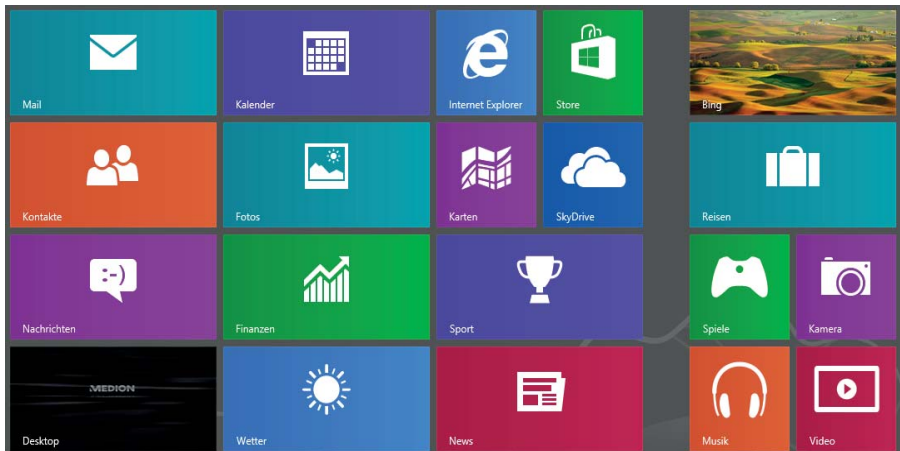 Mail
Kalender
Internet Explorer
Store
Bing
Kontakte
Fotos
Karten
SkyDrive
Reisen
:-)
Nachrichten
Finanzen
Sport
Spiele
Kamera
MEDION
Desktop
Wetter
News
Musik
Video